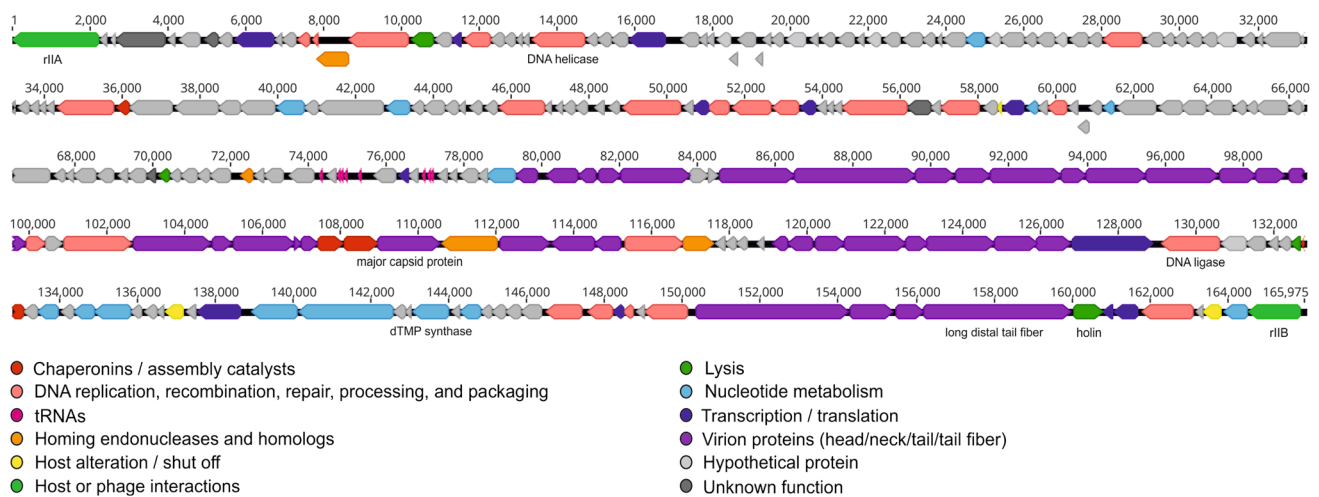 1 2,000 4,000 6,000 8,000 10,000 12,000 14,000 16,000 18,000 20,000 22,000 24,000 26,000 28,000 30,000 32,000
rIIA DNA helicase
34,000 36,000 38,000 40,000 42,000 44,000 46,000 48,000 50,000 52,000 54,000 56,000 58,000 60,000 62,000 64,000 66,000
68,000 70,000 72,000 74,000 76,000 78,000 80,000 82,000 84,000 86,000 88,000 90,000 92,000 94,000 96,000 98,000
100,000 102,000 104,000 106,000 108,000 110,000 112,000 114,000 116,000 118,000 120,000 122,000 124,000 126,000 128,000 130,000 132,000
major capsid protein DNA ligase
134,000 136,000 138,000 140,000 142,000 144,000 146,000 148,000 150,000 152,000 154,000 156,000 158,000 160,000 162,000 164,000 165,975
dTMP synthase long distal tail fiber holin rIIB
Chaperonins / assembly catalysts
DNA replication, recombination, repair, processing, and packaging
tRNAs
Homing endonucleases and homologs
Host alteration / shut off
Host or phage interactions
Lysis
Nucleotide metabolism
Transcription / translation
Virion proteins (head/neck/tail/tail fiber)
Hypothetical protein
Unknown function